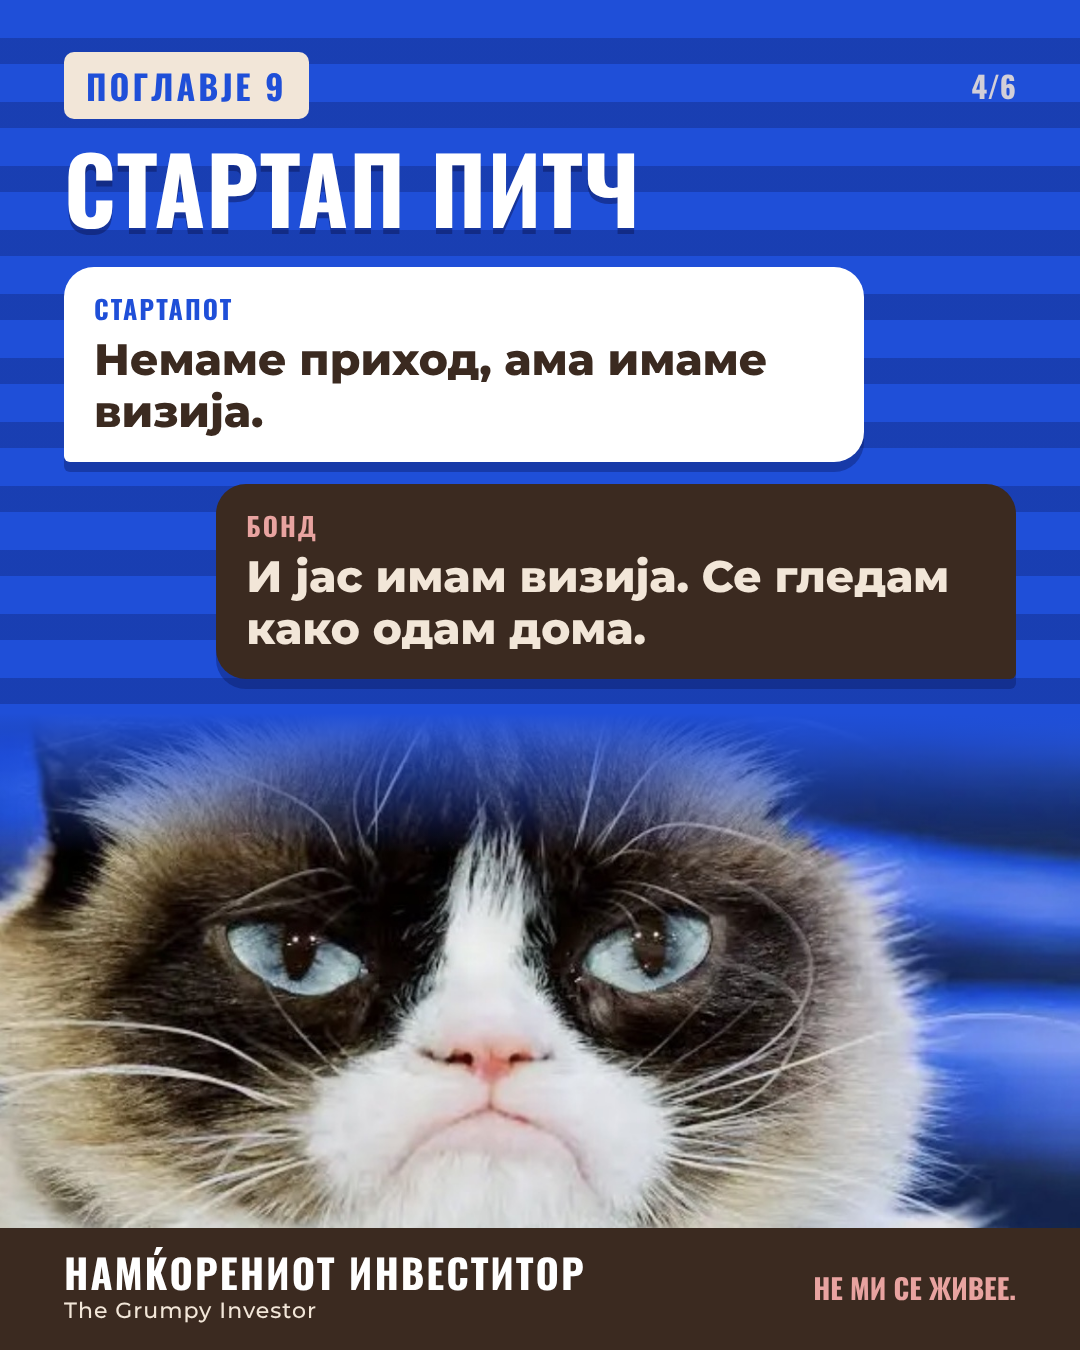 ПОГЛАВЈЕ 9
4/6
СТАРТАП ПИТЧ
СТАРТАПОТ
Немаме приход, ама имаме
визија.
БОНД
И јас имам визија. Се гледам
како одам дома.
НАМЌОРЕНИОТ ИНВЕСТИТОР
The Grumpy Investor
НЕ МИ СЕ ЖИВЕЕ.